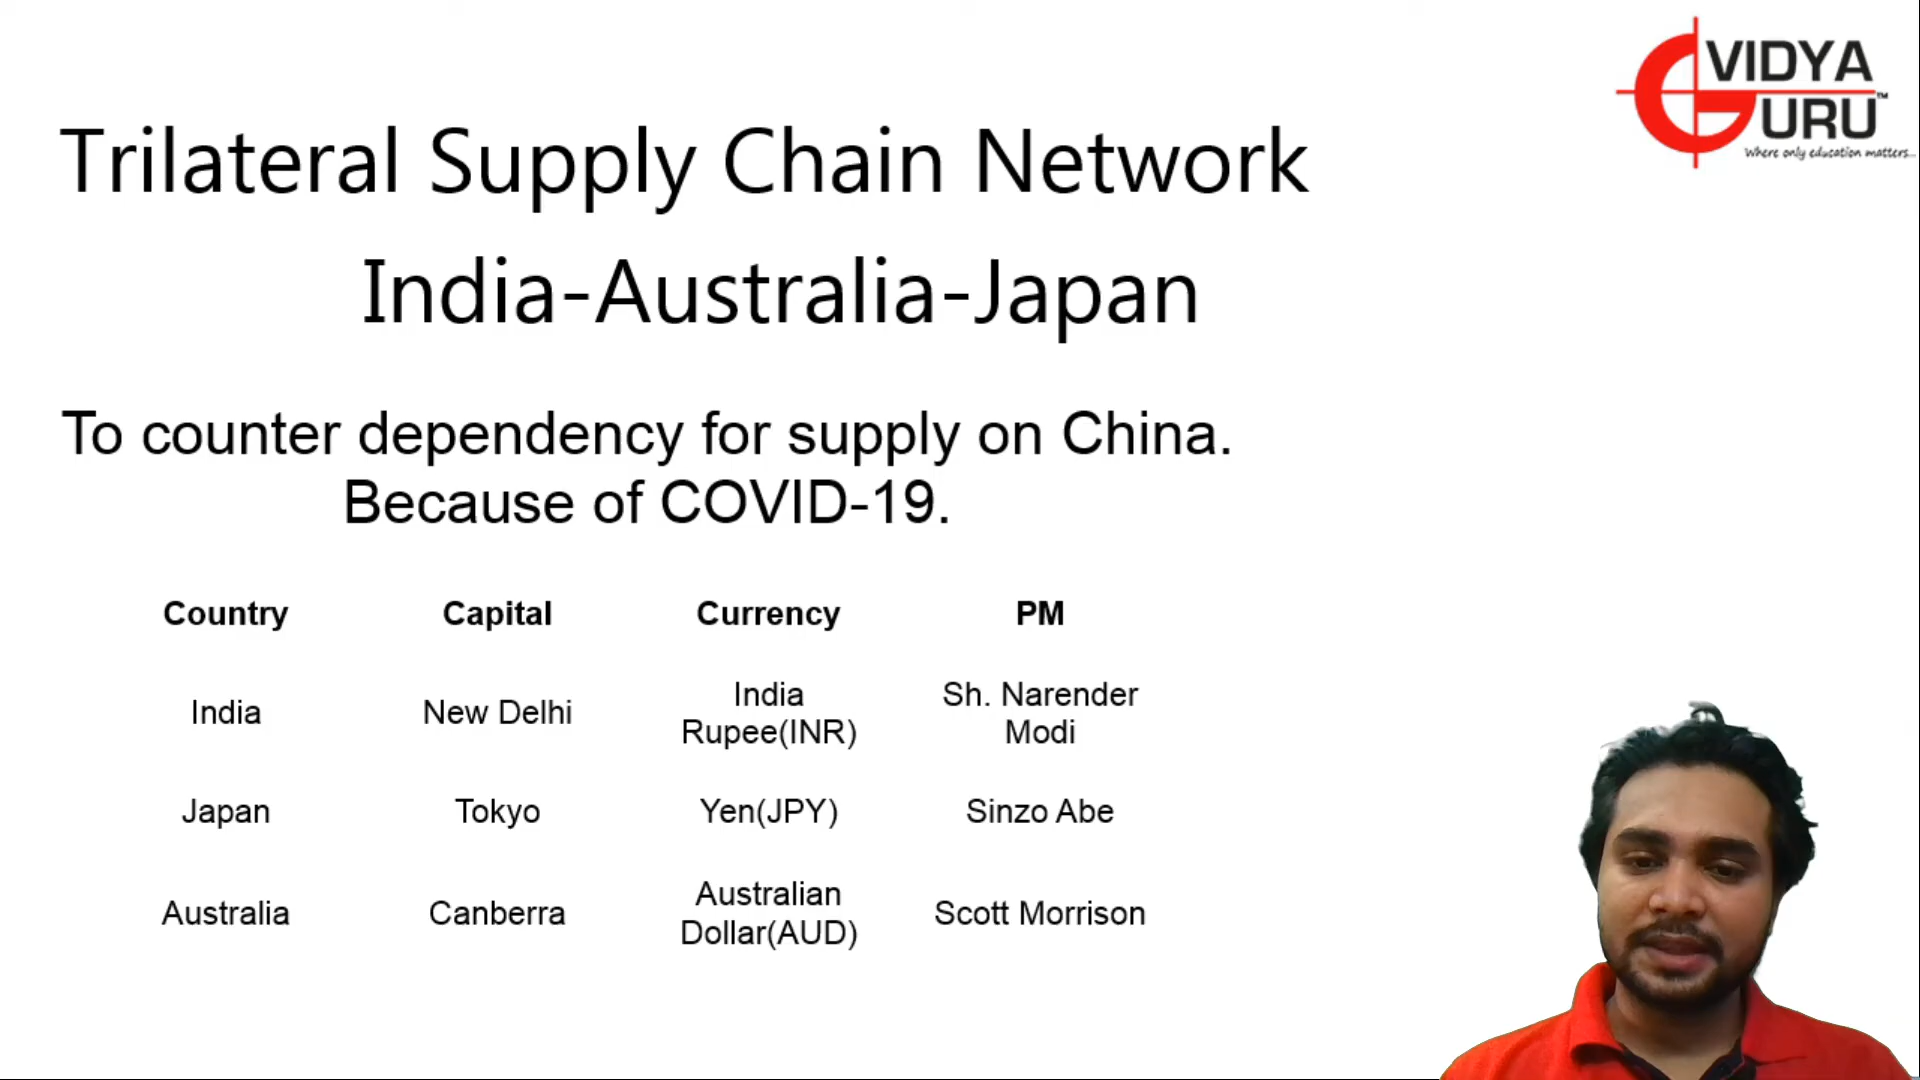 VIDYA
GURU™
Where only education matters...
Trilateral Supply Chain Network
India-Australia-Japan
To counter dependency for supply on China.
Because of COVID-19.
Country Capital Currency PM
India New Delhi India Rupee(INR) Sh. Narender Modi
Japan Tokyo Yen(JPY) Sinzo Abe
Australia Canberra Australian Dollar(AUD) Scott Morrison